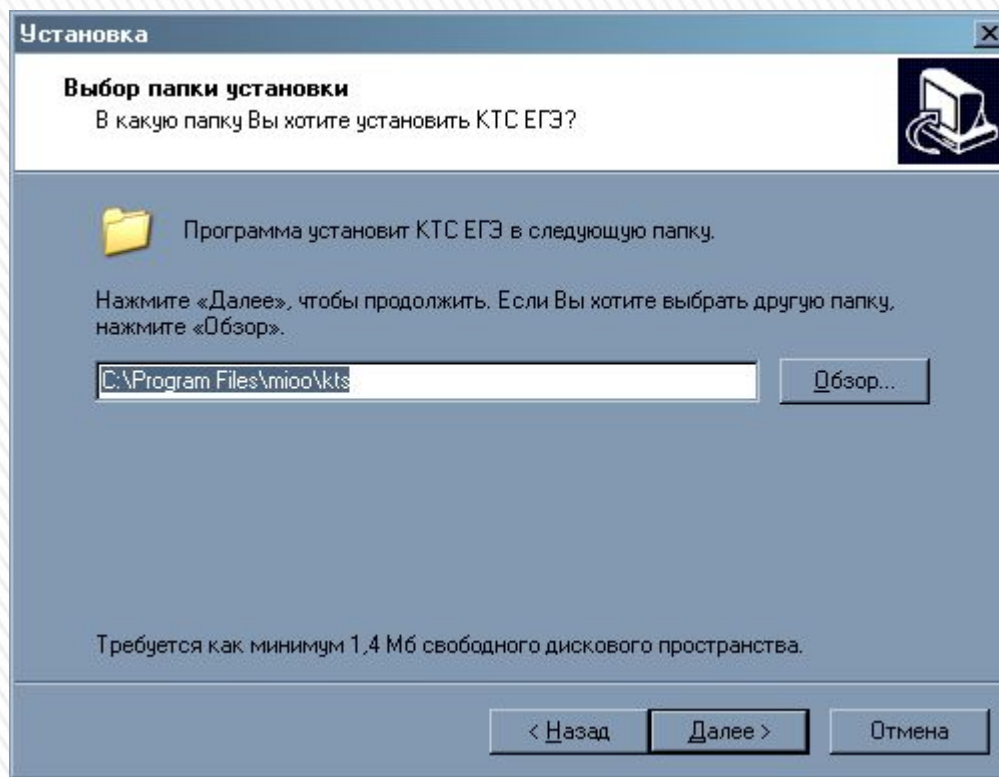 Установка
Выбор папки установки
В какую папку Вы хотите установить КТС ЕГЭ?
Программа установит КТС ЕГЭ в следующую папку.
Нажмите «Далее», чтобы продолжить. Если Вы хотите выбрать другую папку,
нажмите «Обзор».
C:\Program Files\mioo\kts
Обзор...
Требуется как минимум 1,4 Мб свободного дискового пространства.
< Назад
Далее >
Отмена